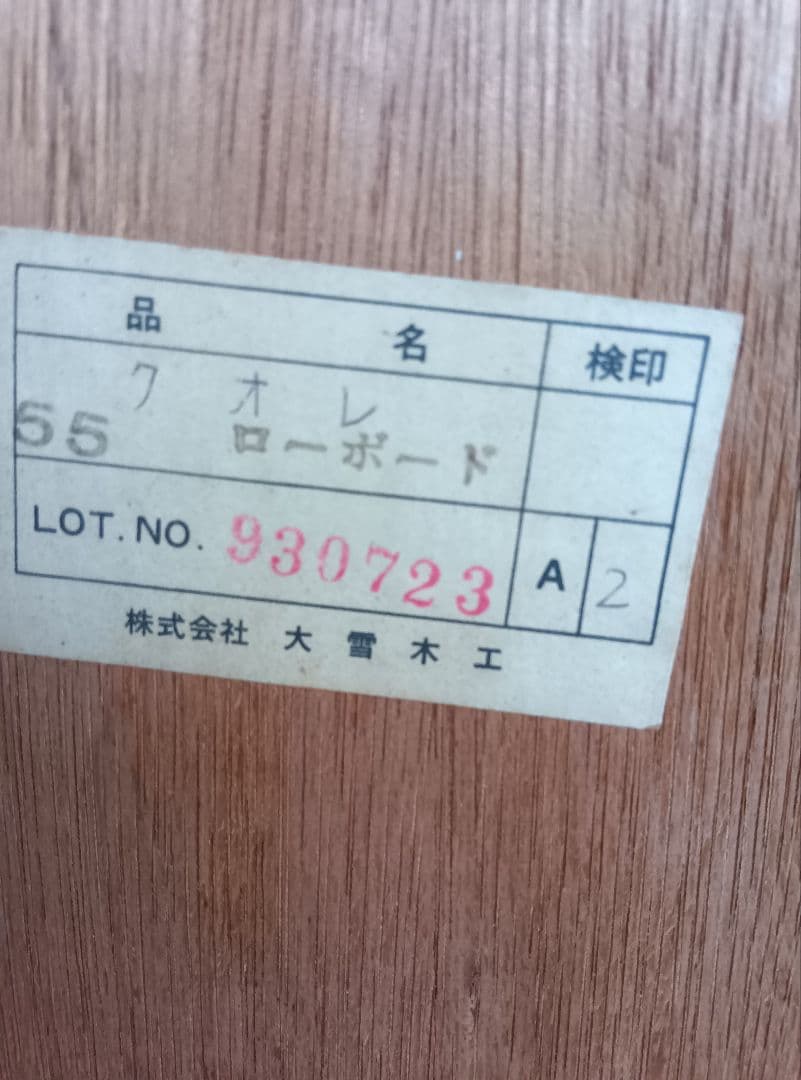 品名 検印
クオレ
55 ローボード
LOT.NO. 930723 A 2
株式会社 大雪木工